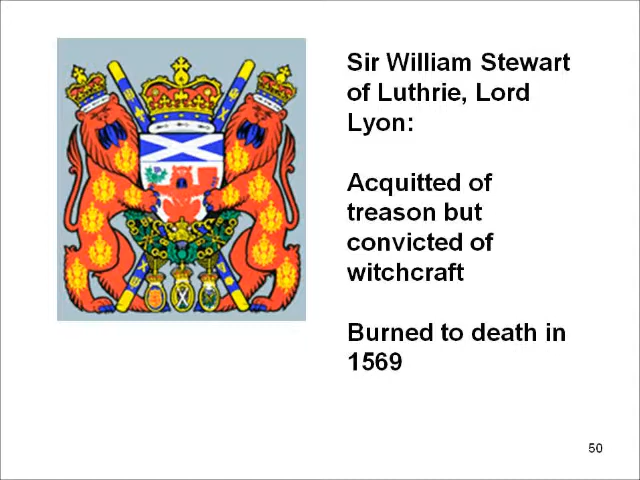 Sir William Stewart
of Luthrie, Lord
Lyon:
Acquitted of
treason but
convicted of
witchcraft
Burned to death in
1569
50